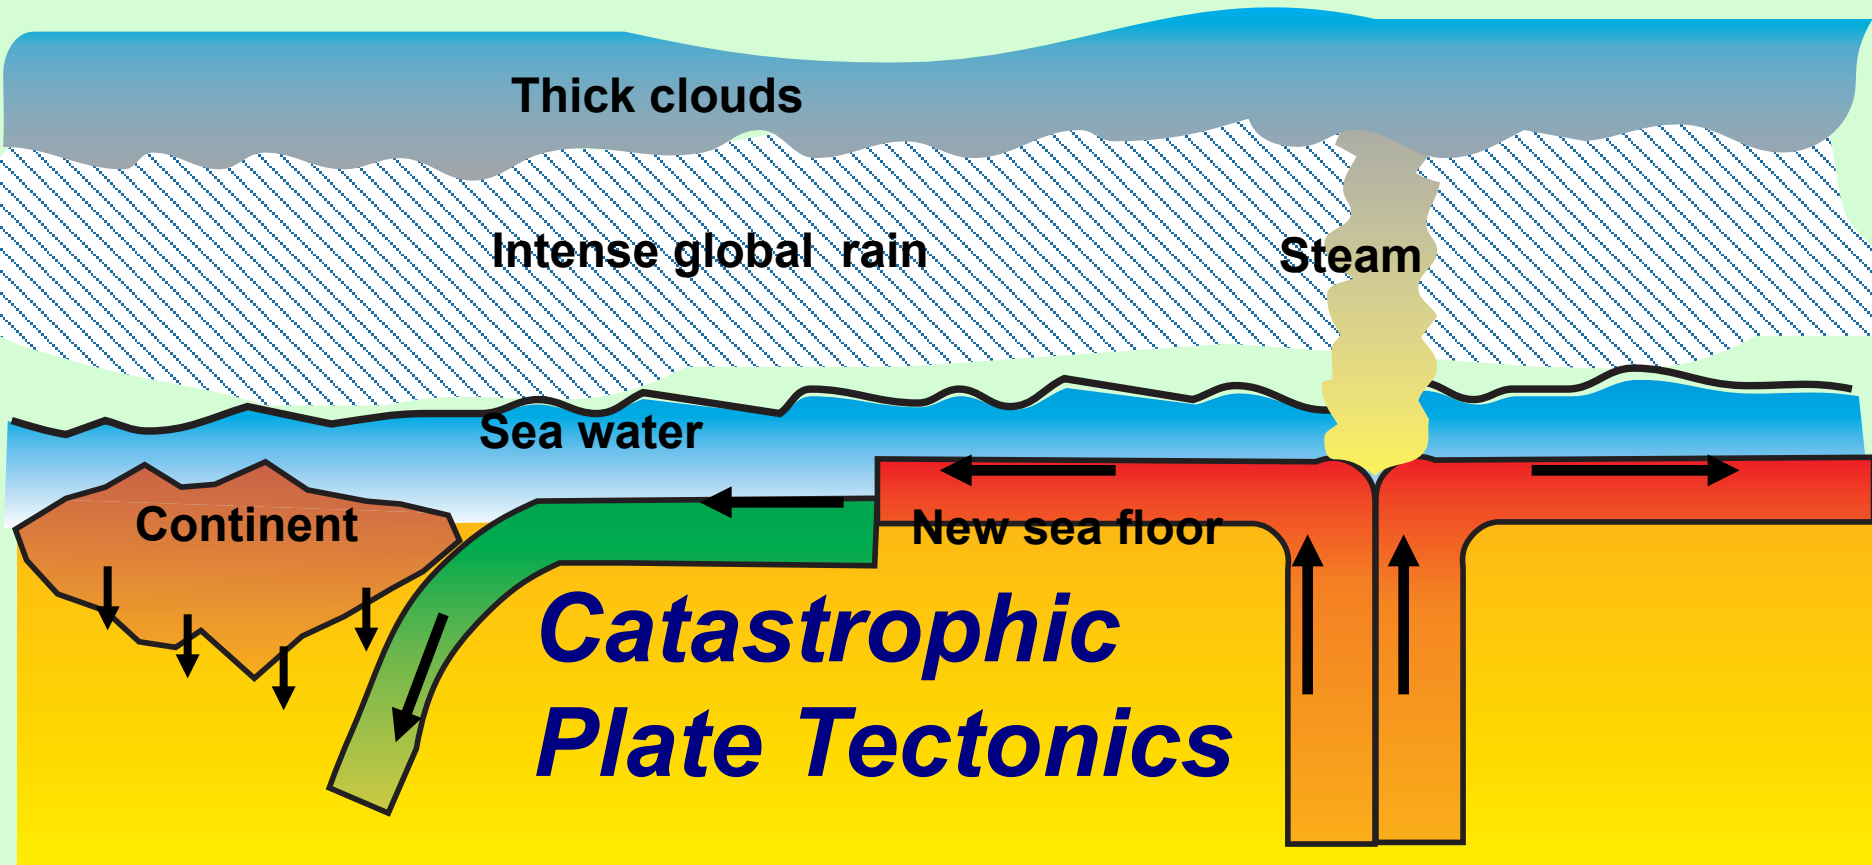 Thick clouds
Intense global rain
Steam
Sea water
Continent
New sea floor
Catastrophic
Plate Tectonics